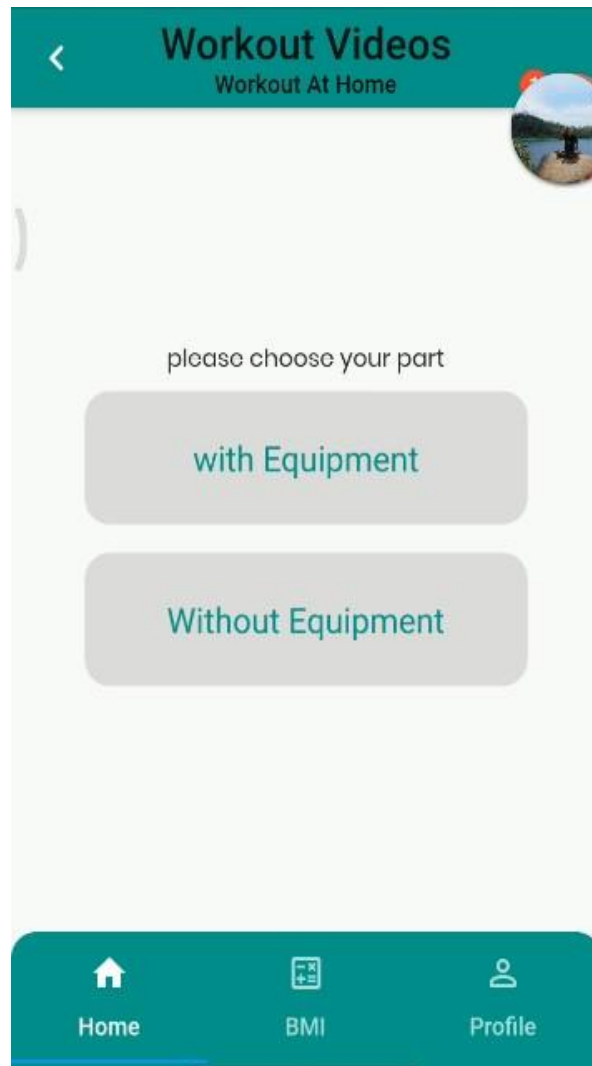 Workout Videos
Workout At Home
please choose your part
with Equipment
Without Equipment
Home
BMI
Profile